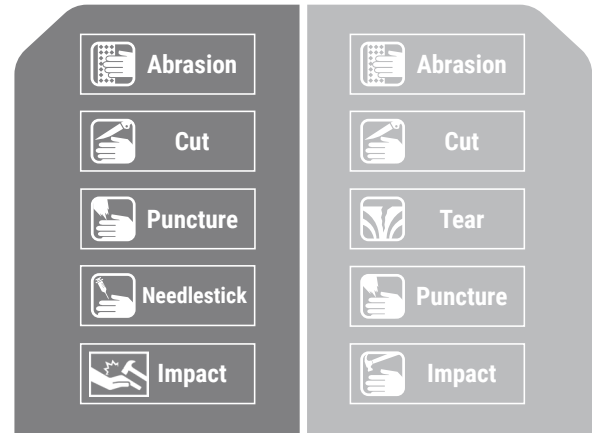 Abrasion
Cut
Puncture
Needlestick
Impact
Abrasion
Cut
Tear
Puncture
Impact